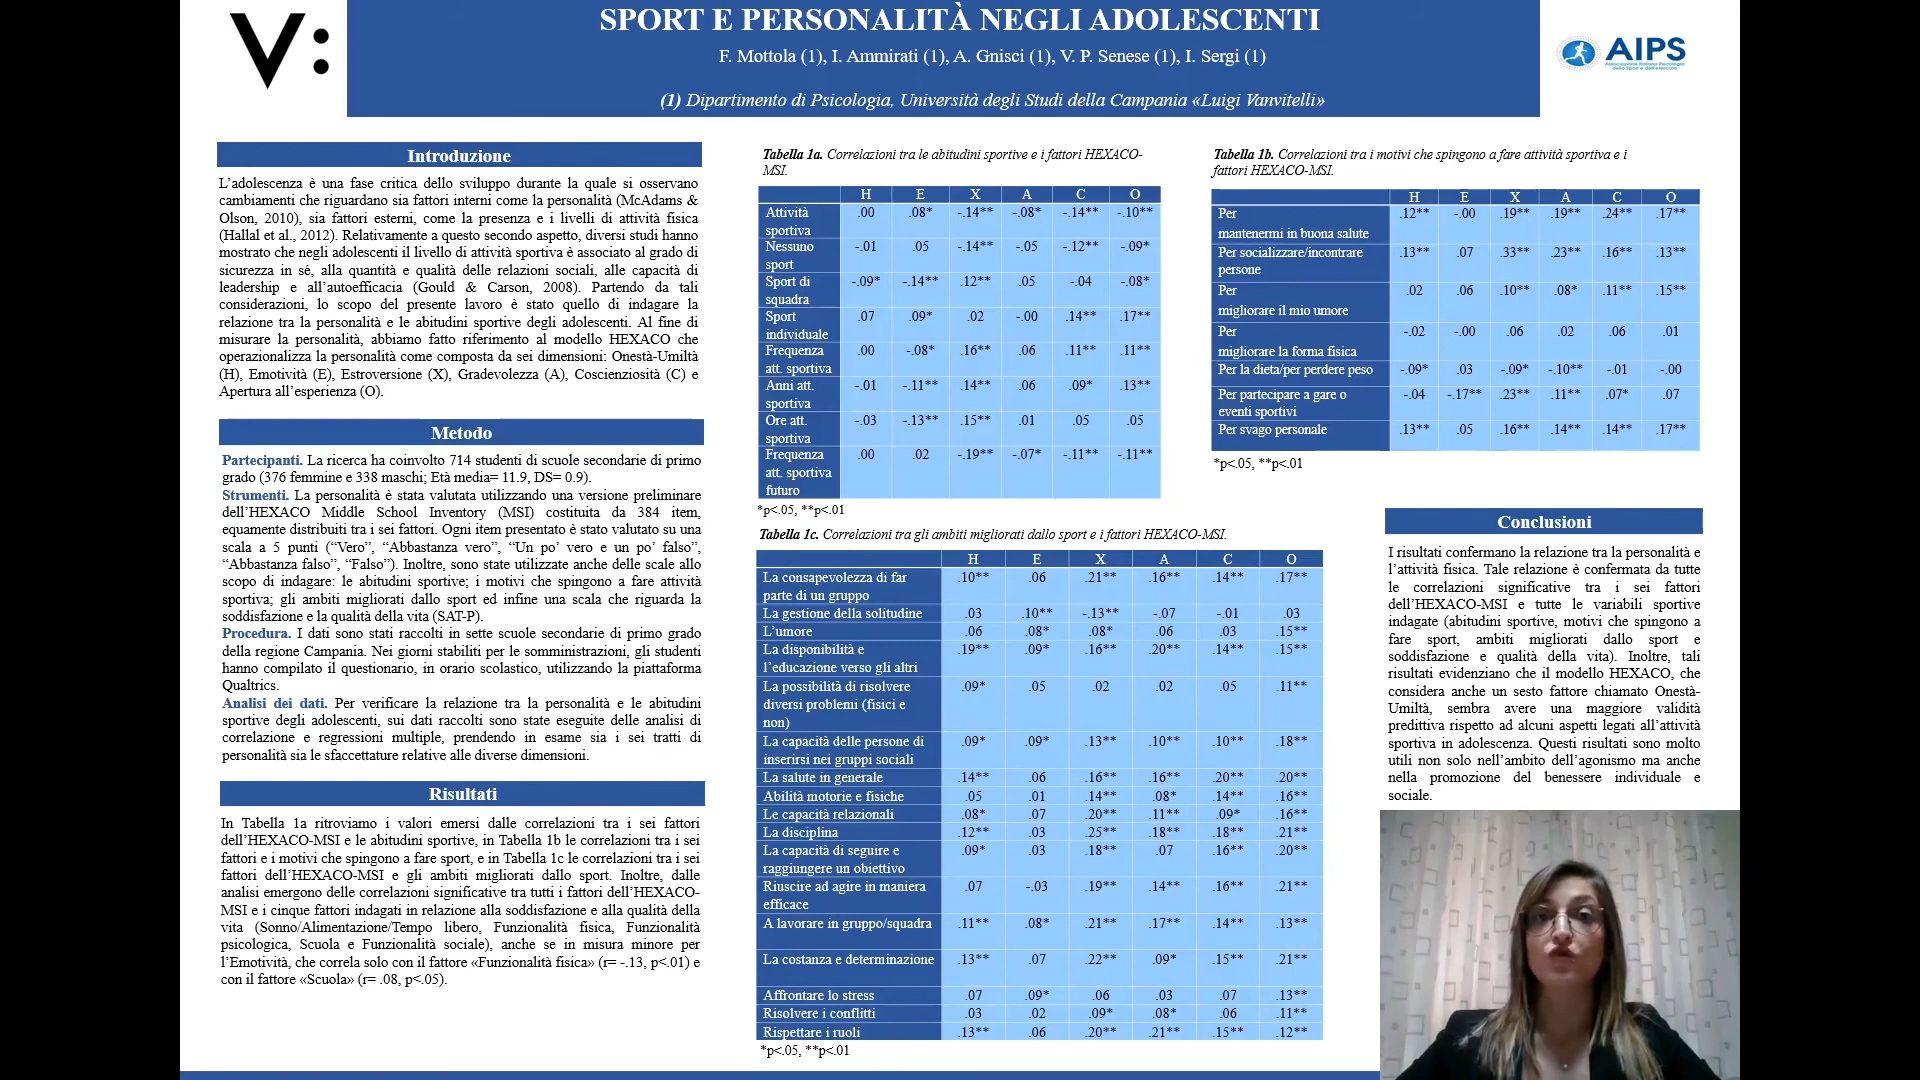 V:
SPORT E PERSONALITÀ NEGLI ADOLESCENTI
F. Mottola (1), I. Ammirati (1), A. Gnisci (1), V. P. Senese (1), I. Sergi (1)
(1) Dipartimento di Psicologia, Università degli Studi della Campania «Luigi Vanvitelli»
AIPS
Introduzione
L’adolescenza è una fase critica dello sviluppo durante la quale si osservano
cambiamenti che riguardano sia fattori interni come la personalità (McAdams &
Olson, 2010), sia fattori esterni, come la presenza e i livelli di attività fisica
(Hallal et al., 2012). Relativamente a questo secondo aspetto, diversi studi hanno
mostrato che negli adolescenti il livello di attività sportiva è associato al grado di
sicurezza in sé, alla quantità e qualità delle relazioni sociali, alle capacità di
leadership e all’autoefficacia (Gould & Carson, 2008). Partendo da tali
considerazioni, lo scopo del presente lavoro è stato quello di indagare la
relazione tra la personalità e le abitudini sportive degli adolescenti. Al fine di
misurare la personalità, abbiamo fatto riferimento al modello HEXACO che
operazionalizza la personalità come composta da sei dimensioni: Onestà-Umiltà
(H), Emotività (E), Estroversione (X), Gradevolezza (A), Coscienziosità (C) e
Apertura all’esperienza (O).
Metodo
Partecipanti. La ricerca ha coinvolto 714 studenti di scuole secondarie di primo
grado (376 femmine e 338 maschi; Età media= 11.9, DS= 0.9).
Strumenti. La personalità è stata valutata utilizzando una versione preliminare
dell’HEXACO Middle School Inventory (MSI) costituita da 384 item,
equamente distribuiti tra i sei fattori. Ogni item presentato è stato valutato su una
scala a 5 punti (“Vero”, “Abbastanza vero”, “Un po’ vero e un po’ falso”,
“Abbastanza falso”, “Falso”). Inoltre, sono state utilizzate anche delle scale allo
scopo di indagare: le abitudini sportive; i motivi che spingono a fare attività
sportiva; gli ambiti migliorati dallo sport ed infine una scala che riguarda la
soddisfazione e la qualità della vita (SAT-P).
Procedura. I dati sono stati raccolti in sette scuole secondarie di primo grado
della regione Campania. Nei giorni stabiliti per le somministrazioni, gli studenti
hanno compilato il questionario, in orario scolastico, utilizzando la piattaforma
Qualtrics.
Analisi dei dati. Per verificare la relazione tra la personalità e le abitudini
sportive degli adolescenti, sui dati raccolti sono state eseguite delle analisi di
correlazione e regressioni multiple, prendendo in esame sia i sei tratti di
personalità sia le sfaccettature relative alle diverse dimensioni.
Risultati
In Tabella 1a ritroviamo i valori emersi dalle correlazioni tra i sei fattori
dell’HEXACO-MSI e le abitudini sportive, in Tabella 1b le correlazioni tra i sei
fattori e i motivi che spingono a fare sport, e in Tabella 1c le correlazioni tra i sei
fattori dell’HEXACO-MSI e gli ambiti migliorati dallo sport. Inoltre, dalle
analisi emergono delle correlazioni significative tra tutti i fattori dell’HEXACO-
MSI e i cinque fattori indagati in relazione alla soddisfazione e alla qualità della
vita (Sonno/Alimentazione/Tempo libero, Funzionalità fisica, Funzionalità
psicologica, Scuola e Funzionalità sociale), anche se in misura minore per
l’Emotività, che correla solo con il fattore «Funzionalità fisica» (r= -.13, p<.01) e
con il fattore «Scuola» (r= .08, p<.05).
Tabella 1a. Correlazioni tra le abitudini sportive e i fattori HEXACO-
MSI.
H E X A C O
Attività
sportiva .00 .08* -.14** -.08* -.14** -.10**
Nessuno
sport -.01 .05 -.14** -.05 -.12** -.09*
Sport di
squadra -.09* -.14** .12** .05 -.04 -.08*
Sport
individuale .07 .09* .02 -.00 .14** .17**
Frequenza
att. sportiva .00 -.08* .16** .06 .11** .11**
Anni att.
sportiva -.01 -.11** .14** .06 .09* .13**
Ore att.
sportiva -.03 -.13** .15** .01 .05 .05
Frequenza
att. sportiva
futuro .00 .02 -.19** -.07* -.11** -.11**
*p<.05, **p<.01
Tabella 1b. Correlazioni tra i motivi che spingono a fare attività sportiva e i
fattori HEXACO-MSI.
H E X A C O
Per
mantenermi in buona salute .12** -.00 .19** .19** .24** .17**
Per socializzare/incontrare
persone .13** .07 .33** .23** .16** .13**
Per
migliorare il mio umore .02 .06 .10** .08* .11** .15**
Per
migliorare la forma fisica -.02 -.00 .06 .02 .06 .01
Per la dieta/per perdere peso -.09* .03 -.09* -.10** -.01 -.00
Per partecipare a gare o
eventi sportivi -.04 -.17** .23** .11** .07* .07
Per svago personale .13** .05 .16** .14** .14** .17**
*p<.05, **p<.01
Tabella 1c. Correlazioni tra gli ambiti migliorati dallo sport e i fattori HEXACO-MSI.
H E X A C O
La consapevolezza di far
parte di un gruppo .10** .06 .21** .16** .14** .17**
La gestione della solitudine .03 .10** -.13** -.07 -.01 .03
L’umore .06 .08* .08* .06 .03 .15**
La disponibilità e
l’educazione verso gli altri .19** .09* .16** .20** .14** .15**
La possibilità di risolvere
diversi problemi (fisici e
non) .09* .05 .02 .02 .05 .11**
La capacità delle persone di
inserirsi nei gruppi sociali .09* .09* .13** .10** .10** .18**
La salute in generale .14** .06 .16** .16** .20** .20**
Abilità motorie e fisiche .05 .01 .14** .08* .14** .16**
Le capacità relazionali .08* .07 .20** .11** .09* .16**
La disciplina .12** .03 .25** .18** .18** .21**
La capacità di seguire e
raggiungere un obiettivo .09* .03 .18** .07 .16** .20**
Riuscire ad agire in maniera
efficace .07 -.03 .19** .14** .16** .21**
A lavorare in gruppo/squadra .11** .08* .21** .17** .14** .13**
La costanza e determinazione .13** .07 .22** .09* .15** .21**
Affrontare lo stress .07 .09* .06 .03 .07 .13**
Risolvere i conflitti .03 .02 .09* .08* .06 .11**
Rispettare i ruoli .13** .06 .20** .21** .15** .12**
*p<.05, **p<.01
Conclusioni
I risultati confermano la relazione tra la personalità e
l’attività fisica. Tale relazione è confermata da tutte
le correlazioni significative tra i sei fattori
dell’HEXACO-MSI e tutte le variabili sportive
indagate (abitudini sportive, motivi che spingono a
fare sport, ambiti migliorati dallo sport e
soddisfazione e qualità della vita). Inoltre, tali
risultati evidenziano che il modello HEXACO, che
considera anche un sesto fattore chiamato Onestà-
Umiltà, sembra avere una maggiore validità
predittiva rispetto ad alcuni aspetti legati all’attività
sportiva in adolescenza. Questi risultati sono molto
utili non solo nell’ambito dell’agonismo ma anche
nella promozione del benessere individuale e
sociale.